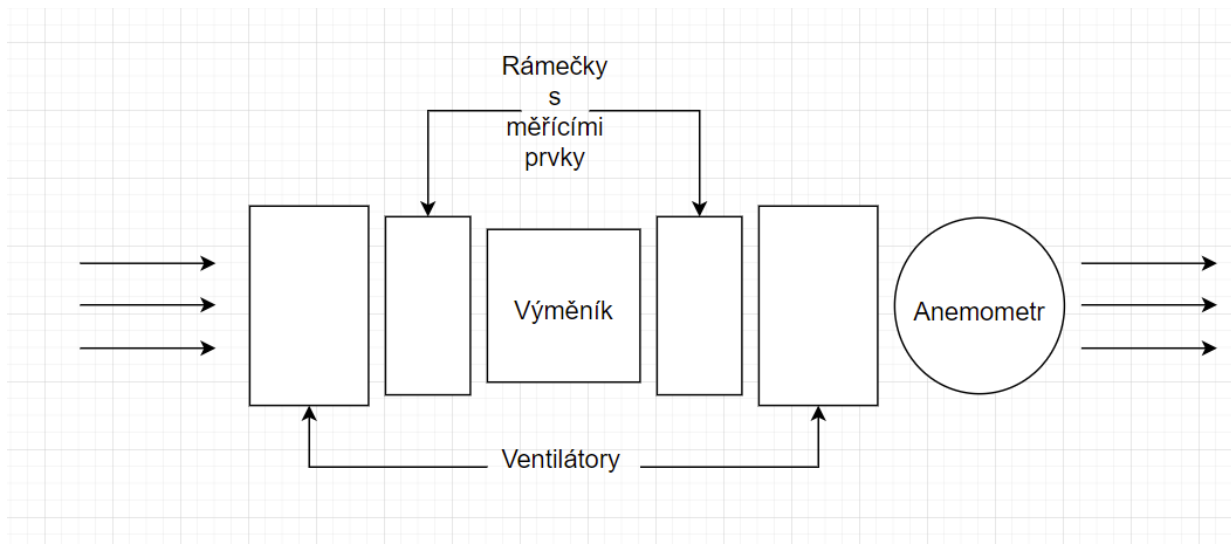 Rámečky
s
měřícími
prvky
Výměník
Anemometr
Ventilátory